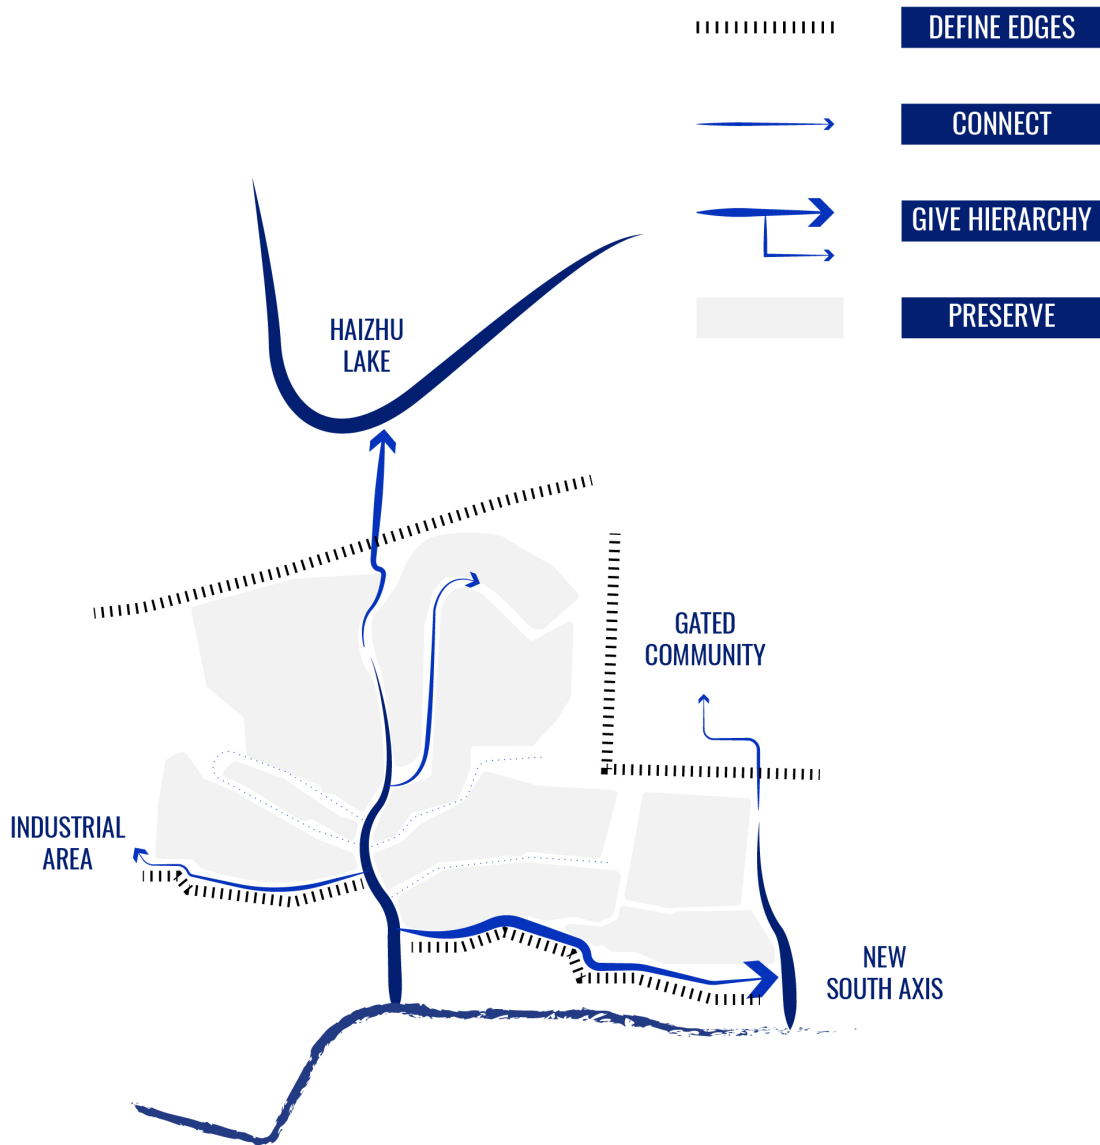 DEFINE EDGES
CONNECT
GIVE HIERARCHY
PRESERVE
HAIZHU
LAKE
GATED
COMMUNITY
INDUSTRIAL
AREA
NEW
SOUTH AXIS